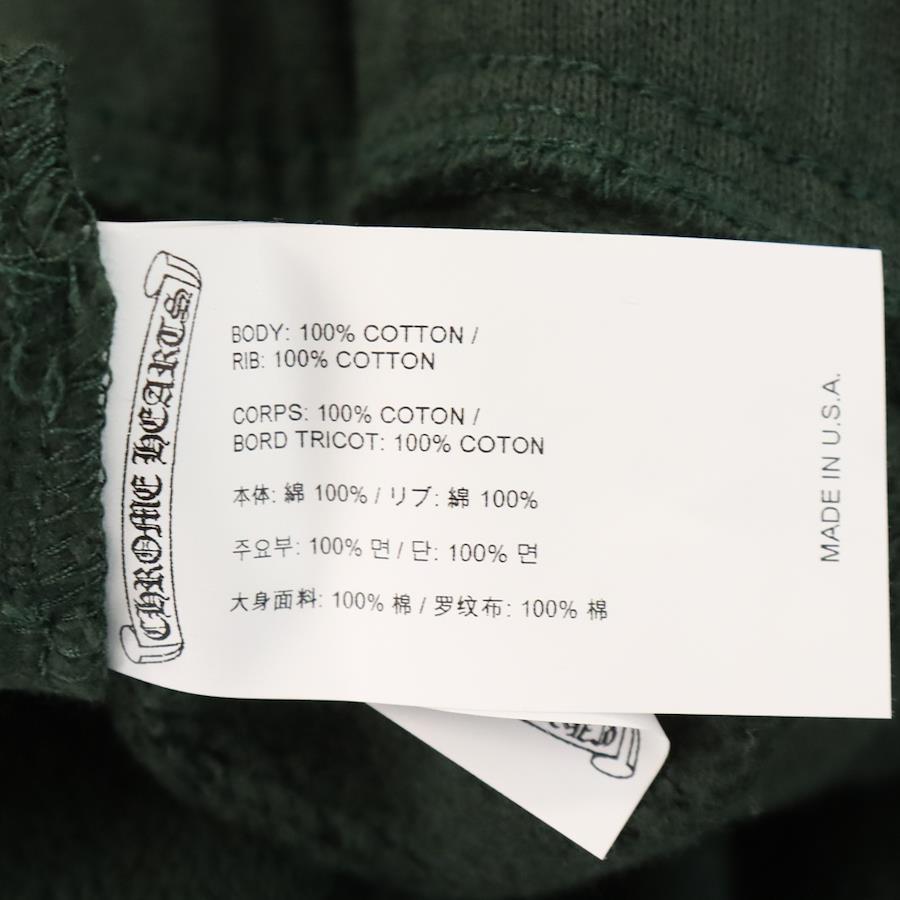 CHROME HEARTS
BODY: 100% COTTON /
RIB: 100% COTTON
CORPS: 100% COTON /
BORD TRICOT: 100% COTON
本体: 綿 100% / リブ: 綿 100%
주요부: 100% 면 / 단: 100% 면
大身面料: 100% 棉 / 罗纹布: 100% 棉
MADE IN U.S.A.